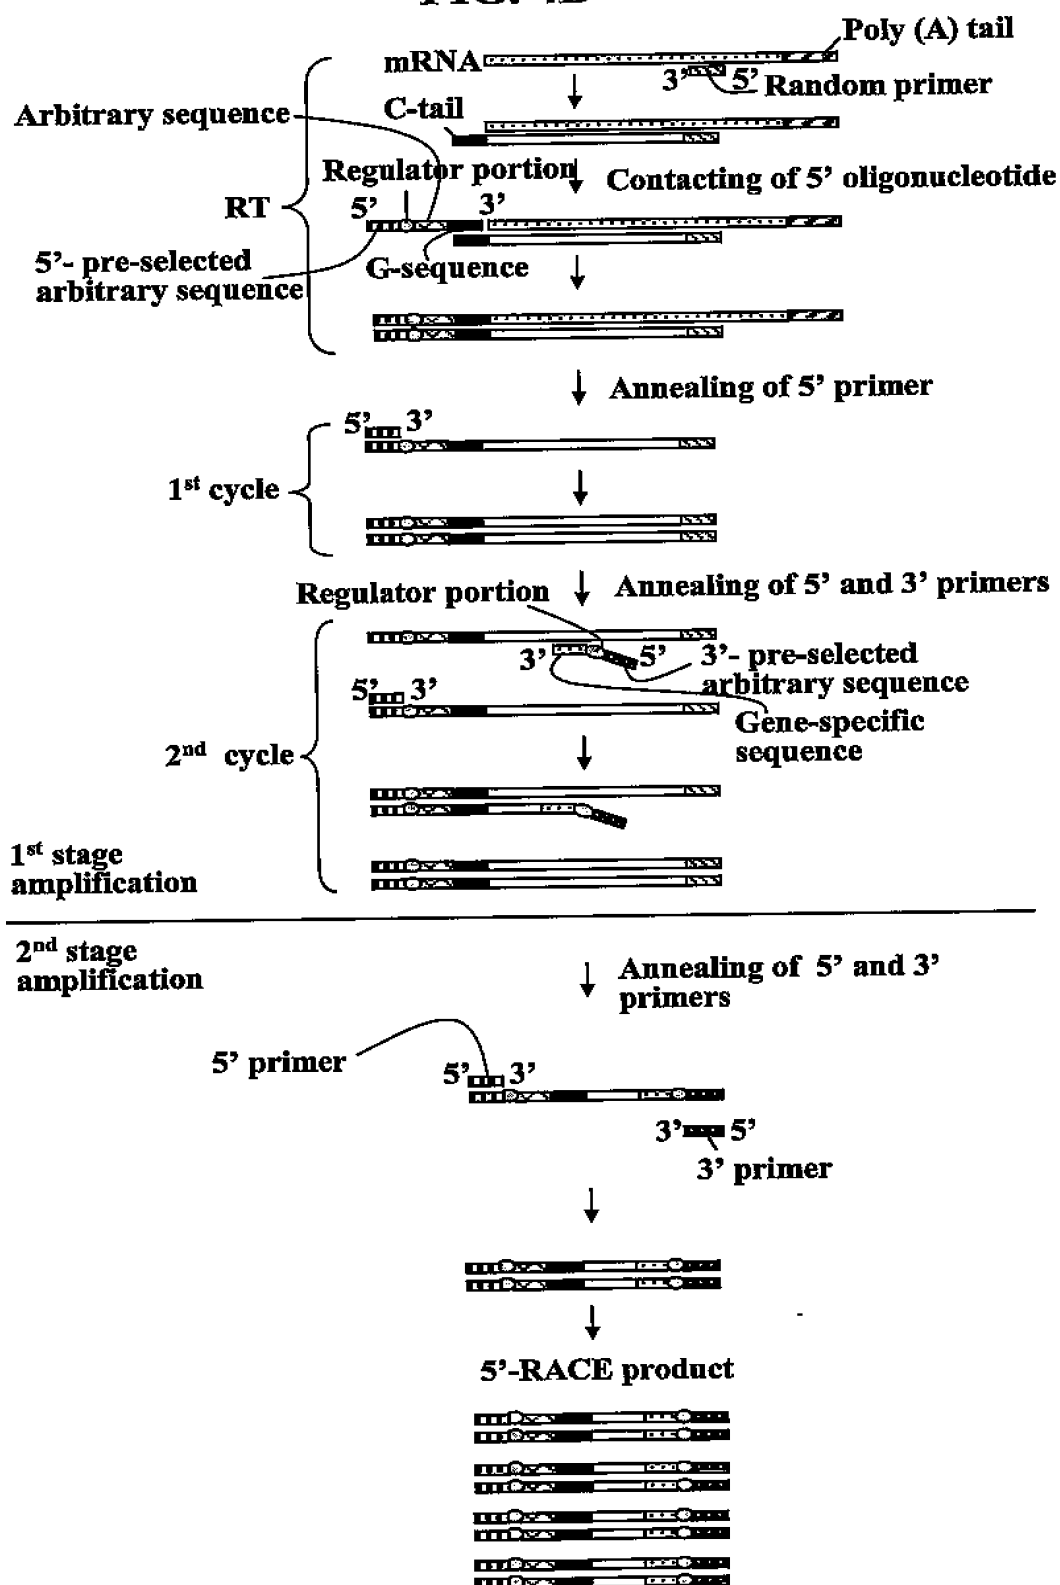 Poly (A) tail
mRNA
3’ 5’ Random primer
C-tail
Arbitrary sequence
Regulator portion
Contacting of 5’ oligonucleotide
RT
5’ 3’
5’- pre-selected
arbitrary sequence
G-sequence
Annealing of 5’ primer
5’ 3’
1st cycle
Annealing of 5’ and 3’ primers
Regulator portion
3’ 5’
3’- pre-selected
arbitrary sequence
5’ 3’
Gene-specific
sequence
2nd cycle
1st stage
amplification
2nd stage
amplification
Annealing of 5’ and 3’
primers
5’ primer
5’ 3’
3’ 5’
3’ primer
5’-RACE product